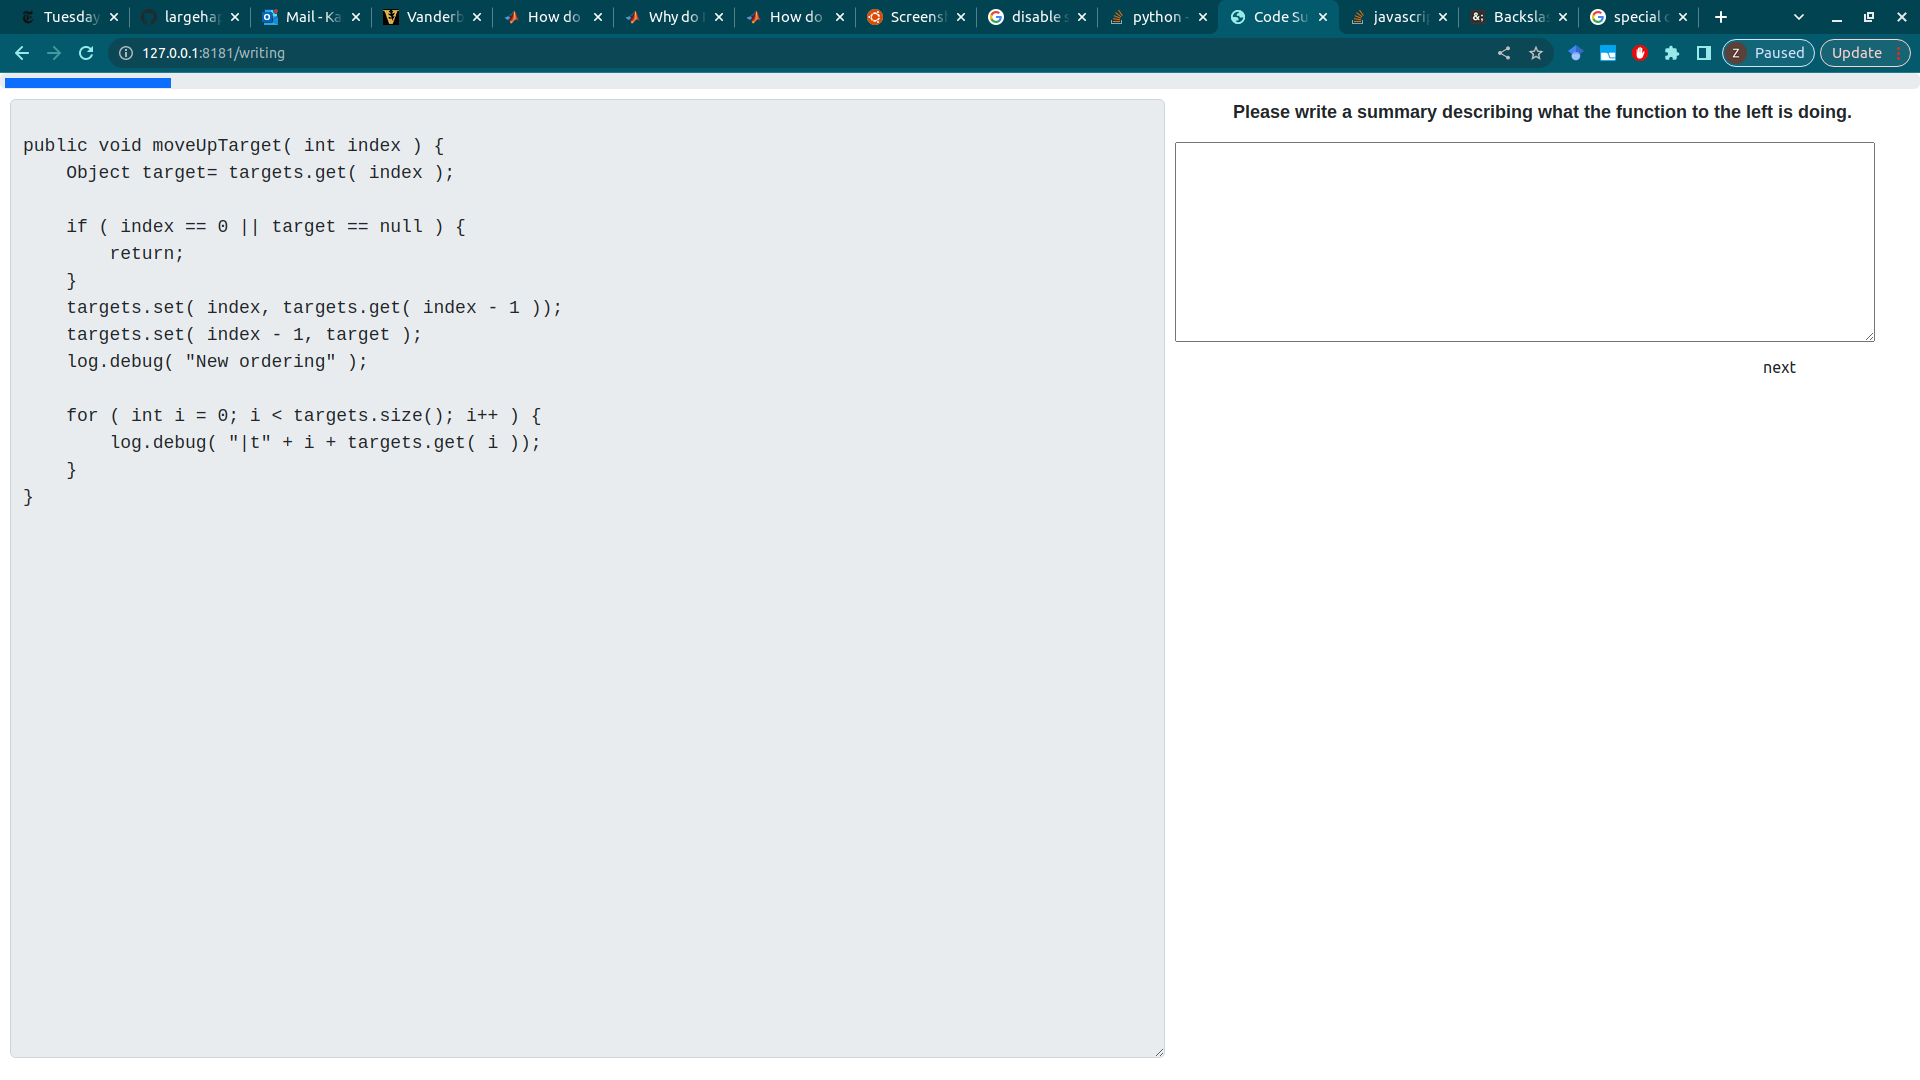 Tuesday
largehap
Mail - Ka
Vanderb
How do
Why do
How do
Screens
disable s
python -
Code Su
javascrip
Backslas
special c
127.0.0.1:8181/writing
Z
Paused
Update
public void moveUpTarget( int index ) {
    Object target= targets.get( index );
    if ( index == 0 || target == null ) {
        return;
    }
    targets.set( index, targets.get( index - 1 ));
    targets.set( index - 1, target );
    log.debug( "New ordering" );
    for ( int i = 0; i < targets.size(); i++ ) {
        log.debug( "|t" + i + targets.get( i ));
    }
}
Please write a summary describing what the function to the left is doing.
next